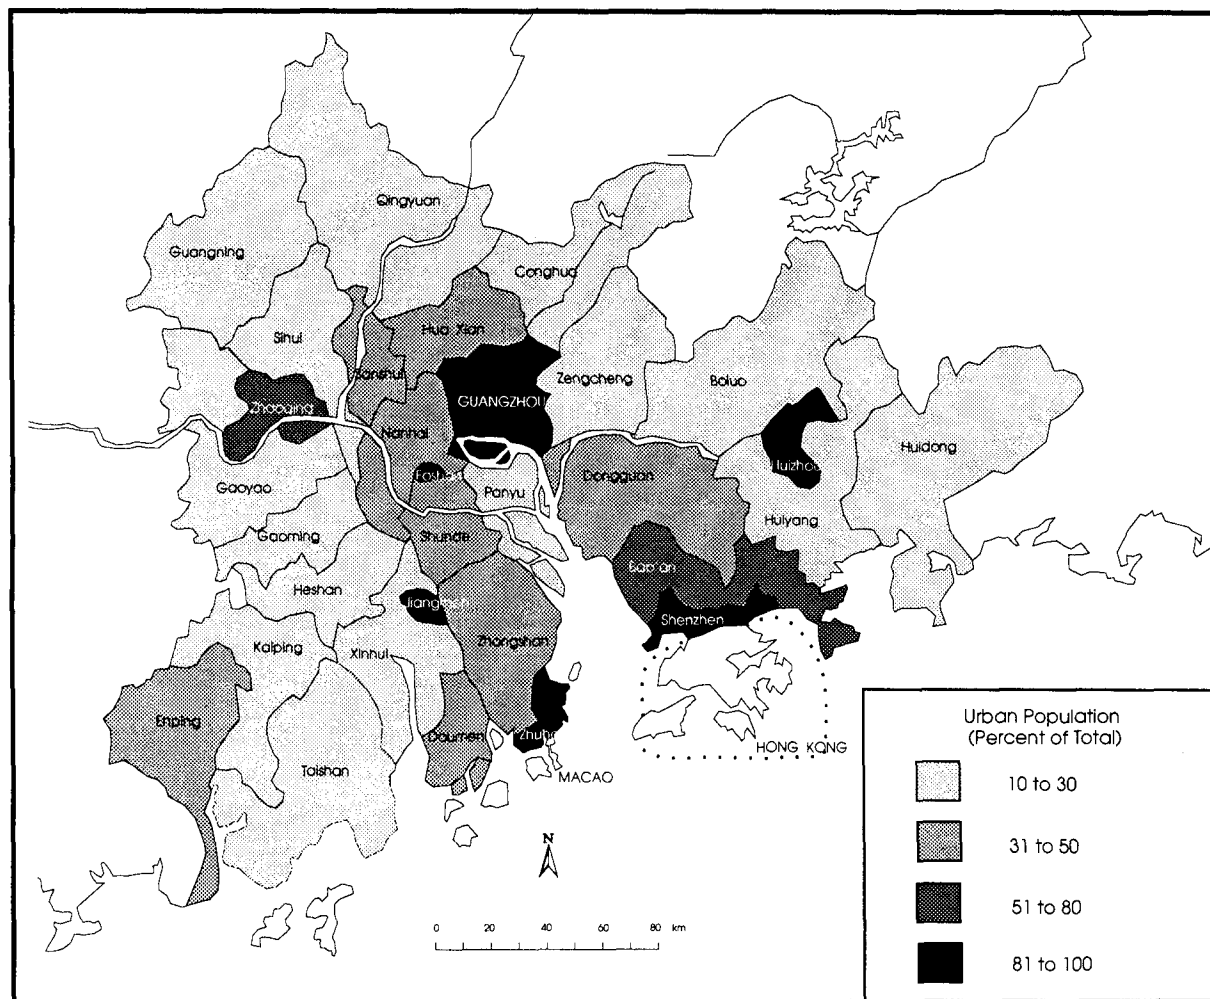 Qingyuan
Guangning
Conghua
Sihui
Hua Xian
Sanshui
Zengcheng
Boluo
GUANGZHOU
Zhaoqing
Nanhai
Huidong
Foshan
Huizhou
Dongguan
Gaoyao
Panyu
Huiyang
Gaoming
Shunde
Bao'an
Heshan
Jiangmen
Shenzhen
Kaiping
Xinhui
Zhongshan
Enping
Doumen
Zhuhai
Taishan
MACAO
HONG KONG
N
0 20 40 60 80 km
Urban Population
(Percent of Total)
10 to 30
31 to 50
51 to 80
81 to 100